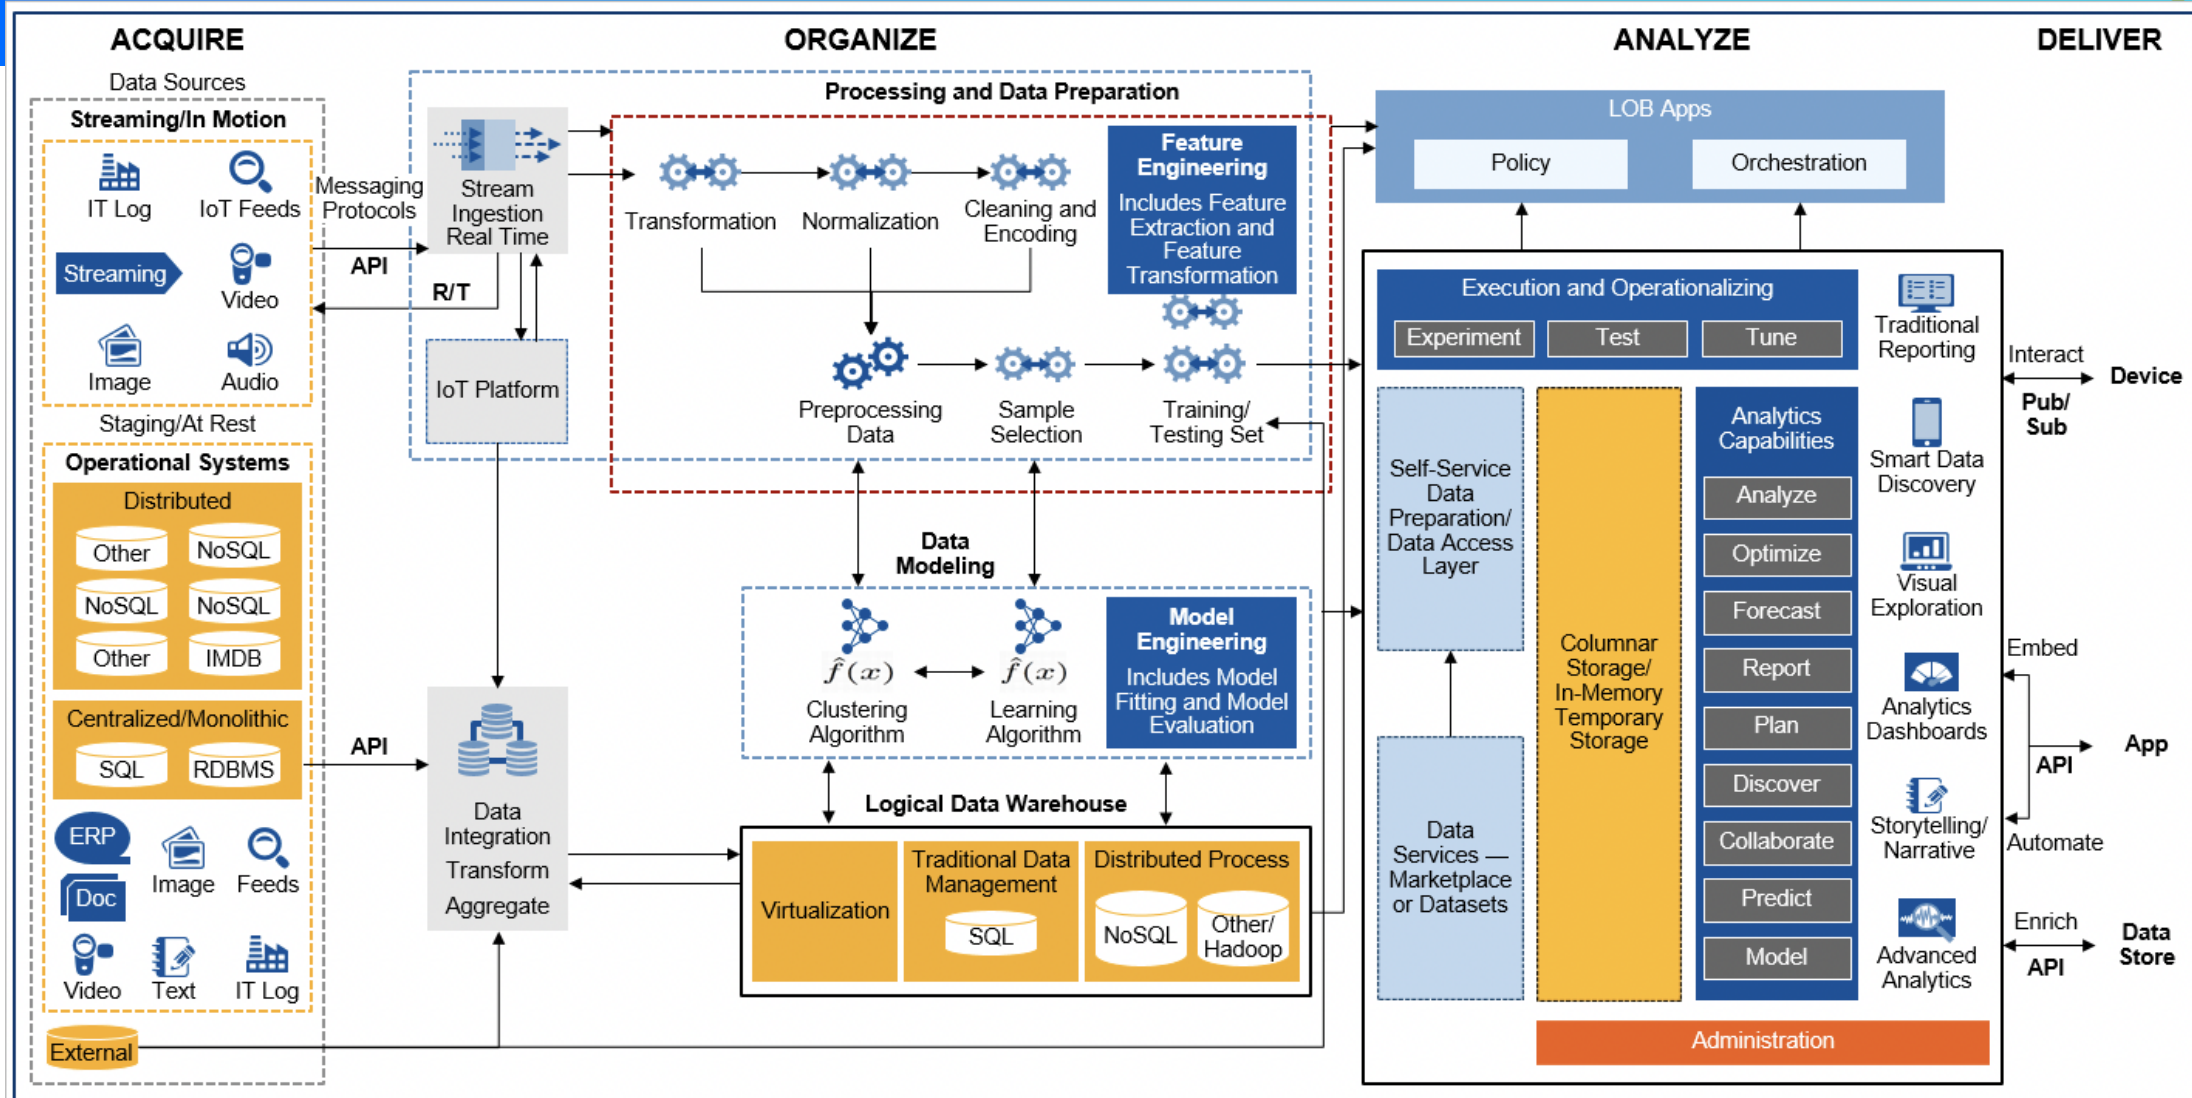 ACQUIRE
ORGANIZE
ANALYZE
DELIVER
Data Sources
Streaming/In Motion
IT Log
IoT Feeds
Streaming
Video
Image
Audio
Staging/At Rest
Operational Systems
Distributed
Other
NoSQL
NoSQL
NoSQL
Other
IMDB
Centralized/Monolithic
SQL
RDBMS
ERP
Doc
Image
Feeds
Video
Text
IT Log
External
Messaging
Protocols
API
R/T
API
Processing and Data Preparation
Stream
Ingestion
Real Time
IoT Platform
Data
Integration
Transform
Aggregate
Transformation
Normalization
Cleaning and
Encoding
Feature
Engineering
Includes Feature
Extraction and
Feature
Transformation
Preprocessing
Data
Sample
Selection
Training/
Testing Set
Data
Modeling
f̂(x)
f̂(x)
Clustering
Algorithm
Learning
Algorithm
Model
Engineering
Includes Model
Fitting and Model
Evaluation
Logical Data Warehouse
Virtualization
Traditional Data
Management
SQL
Distributed Process
NoSQL
Other/
Hadoop
LOB Apps
Policy
Orchestration
Execution and Operationalizing
Experiment
Test
Tune
Self-Service
Data
Preparation/
Data Access
Layer
Data
Services —
Marketplace
or Datasets
Columnar
Storage/
In-Memory
Temporary
Storage
Analytics
Capabilities
Analyze
Optimize
Forecast
Report
Plan
Discover
Collaborate
Predict
Model
Traditional
Reporting
Smart Data
Discovery
Visual
Exploration
Analytics
Dashboards
Storytelling/
Narrative
Advanced
Analytics
Administration
Interact
Pub/
Sub
Device
Embed
API
App
Automate
Enrich
API
Data
Store